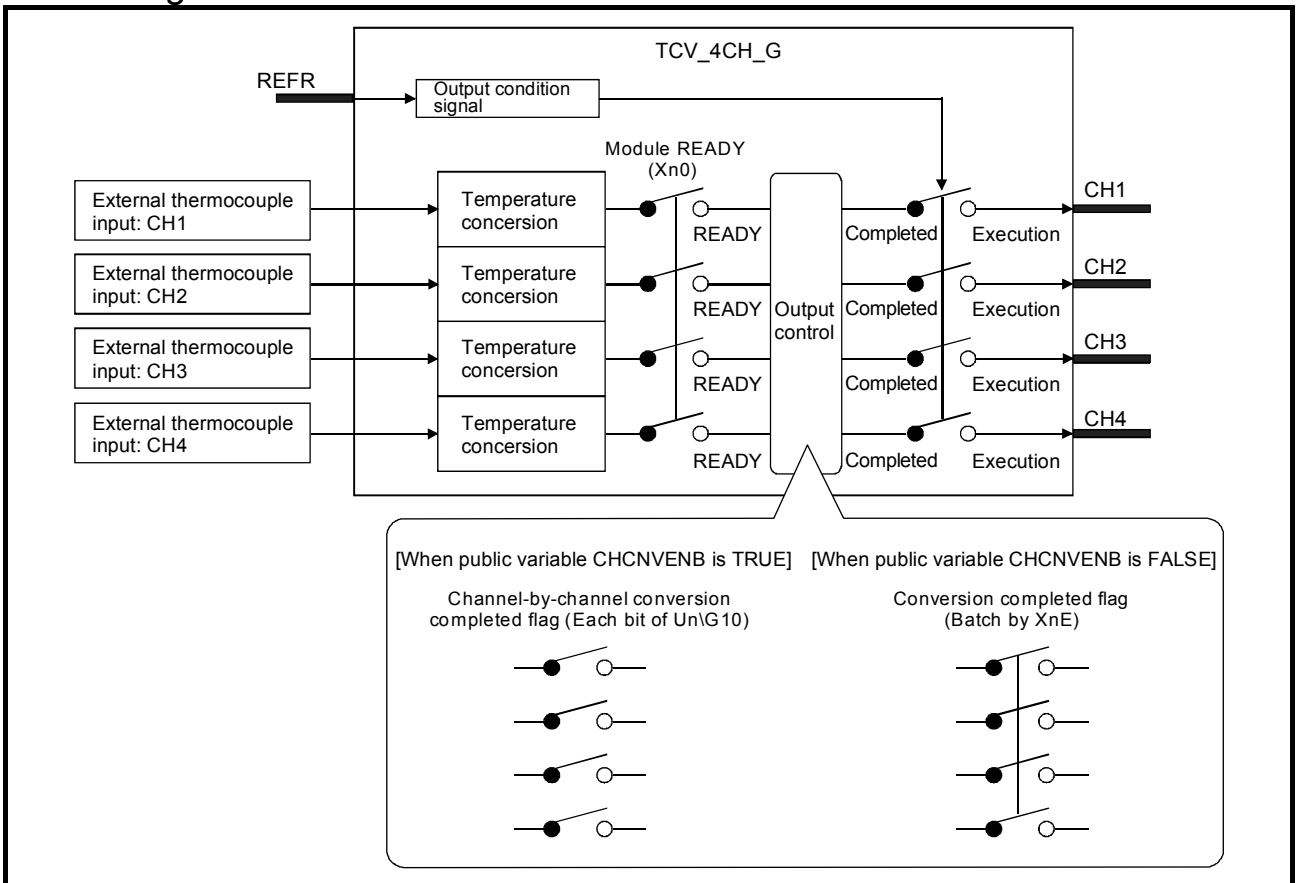 TCV_4CH_G
REFR
Output condition
signal
Module READY
(Xn0)
External thermocouple
input: CH1
Temperature
concersion
READY
Completed
Execution
CH1
External thermocouple
input: CH2
Temperature
concersion
READY
Completed
Execution
CH2
Output
control
External thermocouple
input: CH3
Temperature
concersion
READY
Completed
Execution
CH3
External thermocouple
input: CH4
Temperature
concersion
READY
Completed
Execution
CH4
[When public variable CHCNVENB is TRUE]
Channel-by-channel conversion
completed flag (Each bit of Un\G10)
[When public variable CHCNVENB is FALSE]
Conversion completed flag
(Batch by XnE)